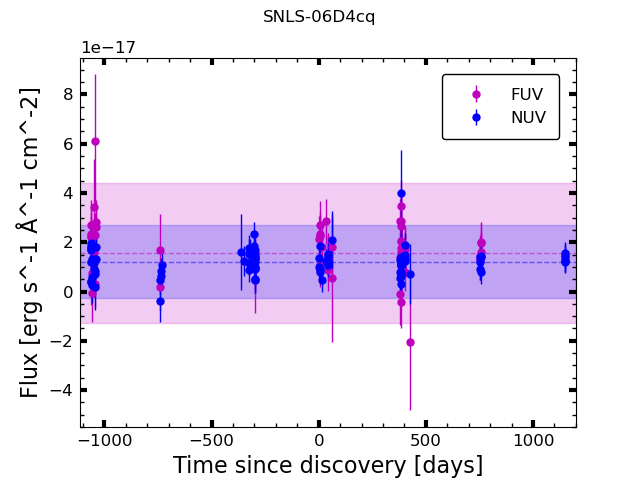 SNLS-06D4cq
1e−17
FUV
NUV
8
6
4
2
0
−2
−4
Flux [erg s^-1 Å^-1 cm^-2]
−1000 −500 0 500 1000
Time since discovery [days]